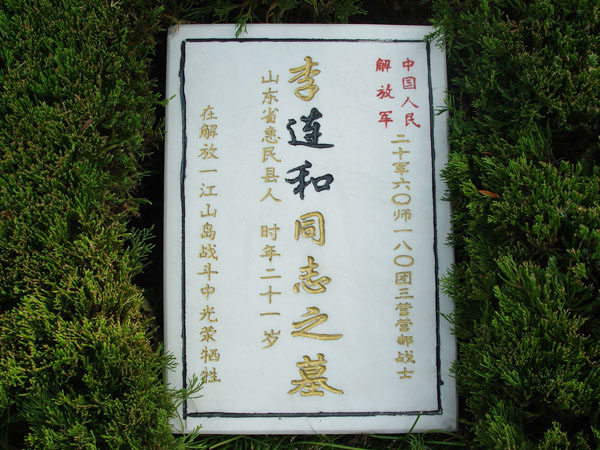 中国人民
解放军
二十军六〇师一八〇团三营营部战士
李连和同志之墓
山东省惠民县人 时年二十一岁
在解放一江山岛战斗中光荣牺牲